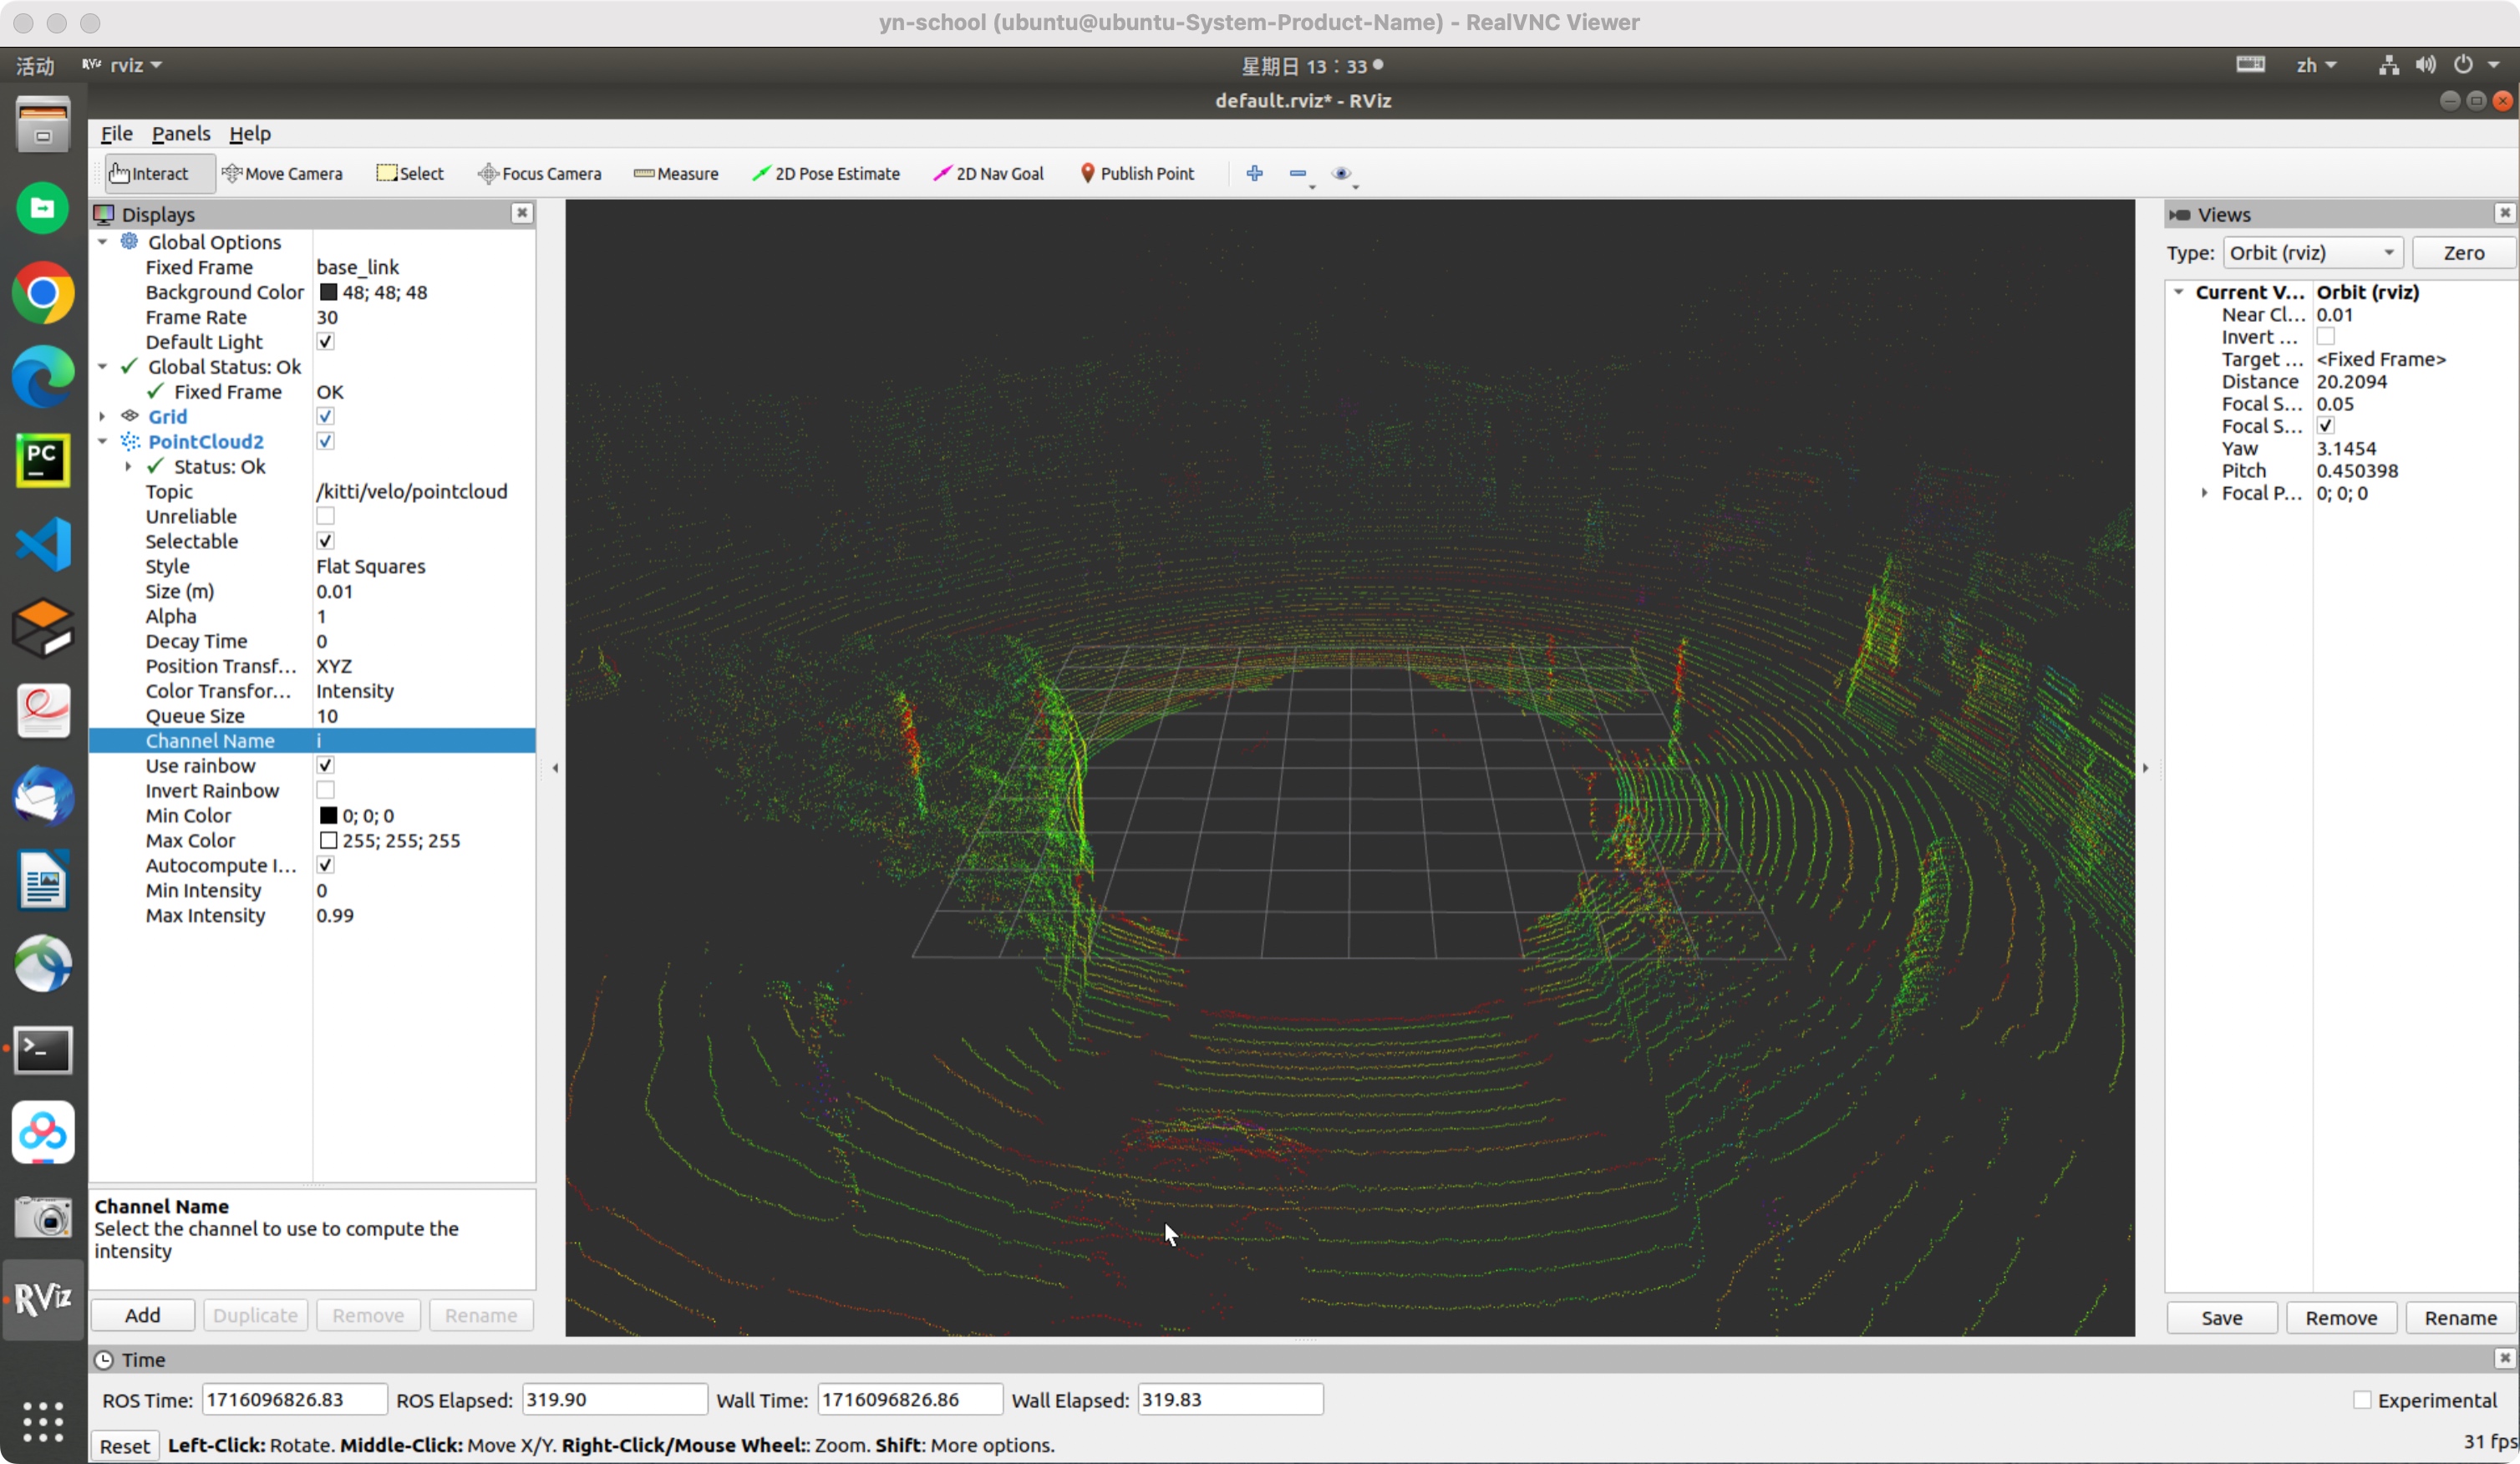 yn-school (ubuntu@ubuntu-System-Product-Name) - RealVNC Viewer
活动 RViz rviz 星期日 13：33 zh
default.rviz* - RViz
File Panels Help
Interact Move Camera Select Focus Camera Measure 2D Pose Estimate 2D Nav Goal Publish Point
Displays
Global Options
Fixed Frame base_link
Background Color 48; 48; 48
Frame Rate 30
Default Light
Global Status: Ok
Fixed Frame OK
Grid
PointCloud2
Status: Ok
Topic /kitti/velo/pointcloud
Unreliable
Selectable
Style Flat Squares
Size (m) 0.01
Alpha 1
Decay Time 0
Position Transf... XYZ
Color Transfor... Intensity
Queue Size 10
Channel Name i
Use rainbow
Invert Rainbow
Min Color 0; 0; 0
Max Color 255; 255; 255
Autocompute I...
Min Intensity 0
Max Intensity 0.99
Channel Name
Select the channel to use to compute the
intensity
Add Duplicate Remove Rename
Views
Type: Orbit (rviz) Zero
Current V... Orbit (rviz)
Near Cl... 0.01
Invert ...
Target ... <Fixed Frame>
Distance 20.2094
Focal S... 0.05
Focal S...
Yaw 3.1454
Pitch 0.450398
Focal P... 0; 0; 0
Save Remove Rename
PC
>_
RViz
Time
ROS Time: 1716096826.83 ROS Elapsed: 319.90 Wall Time: 1716096826.86 Wall Elapsed: 319.83 Experimental
Reset Left-Click: Rotate. Middle-Click: Move X/Y. Right-Click/Mouse Wheel:: Zoom. Shift: More options. 31 fps